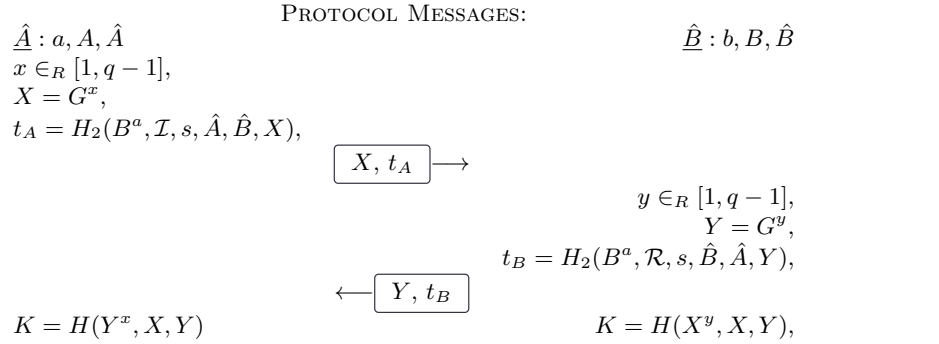 PROTOCOL MESSAGES:
Â : a, A, Â
B̂ : b, B, B̂
x ∈_R [1, q − 1],
X = G^x,
t_A = H_2(B^a, ℐ, s, Â, B̂, X),
X, t_A ⟶
y ∈_R [1, q − 1],
Y = G^y,
t_B = H_2(B^a, ℛ, s, B̂, Â, Y),
⟵ Y, t_B
K = H(Y^x, X, Y)
K = H(X^y, X, Y),